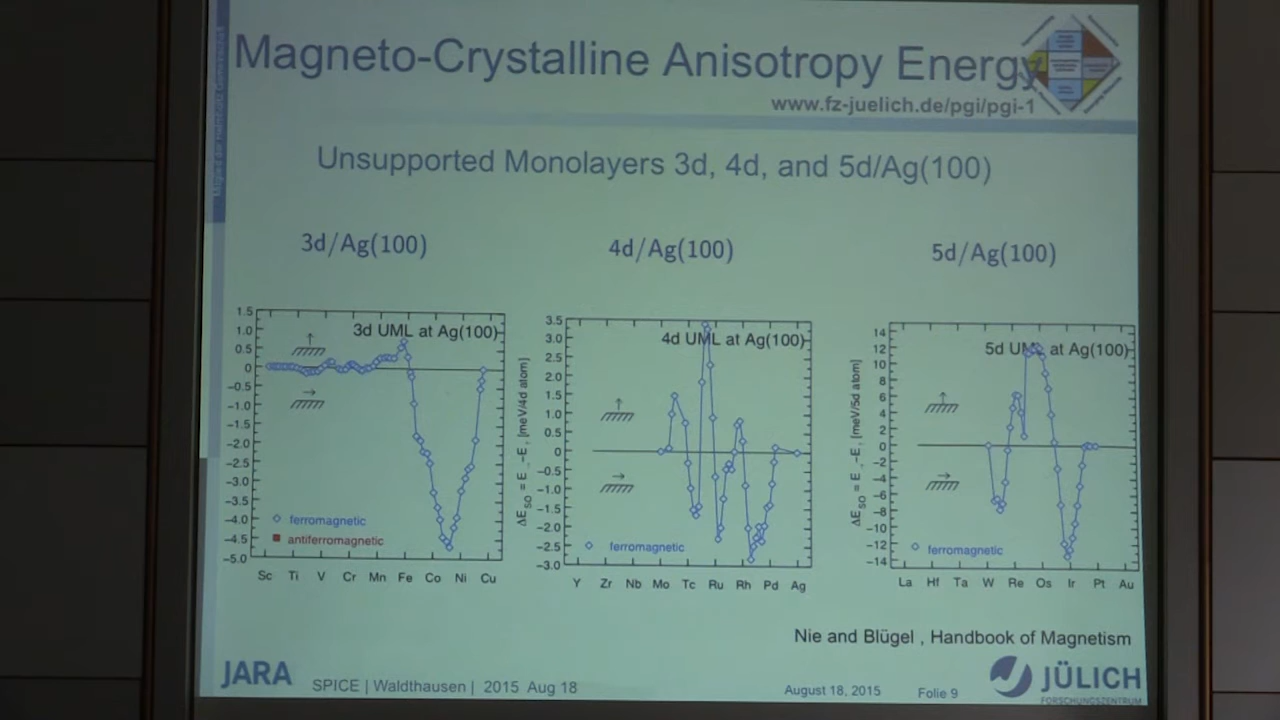 Magneto-Crystalline Anisotropy Energy
www.fz-juelich.de/pgi/pgi-1
Unsupported Monolayers 3d, 4d, and 5d/Ag(100)
3d/Ag(100)
4d/Ag(100)
5d/Ag(100)
3d UML at Ag(100)
1.5
1.0
0.5
0
−0.5
−1.0
−1.5
−2.0
−2.5
−3.0
−3.5
−4.0
−4.5
−5.0
ferromagnetic
antiferromagnetic
Sc Ti V Cr Mn Fe Co Ni Cu
4d UML at Ag(100)
3.5
3.0
2.5
2.0
1.5
1.0
0.5
0
−0.5
−1.0
−1.5
−2.0
−2.5
−3.0
[meV/4d atom]
ferromagnetic
Y Zr Nb Mo Tc Ru Rh Pd Ag
5d UML at Ag(100)
14
12
10
8
6
4
2
0
−2
−4
−6
−8
−10
−12
−14
[meV/5d atom]
ferromagnetic
La Hf Ta W Re Os Ir Pt Au
Nie and Blügel , Handbook of Magnetism
JARA
SPICE | Waldthausen | 2015 Aug 18
August 18, 2015
Folie 9
JÜLICH
FORSCHUNGSZENTRUM